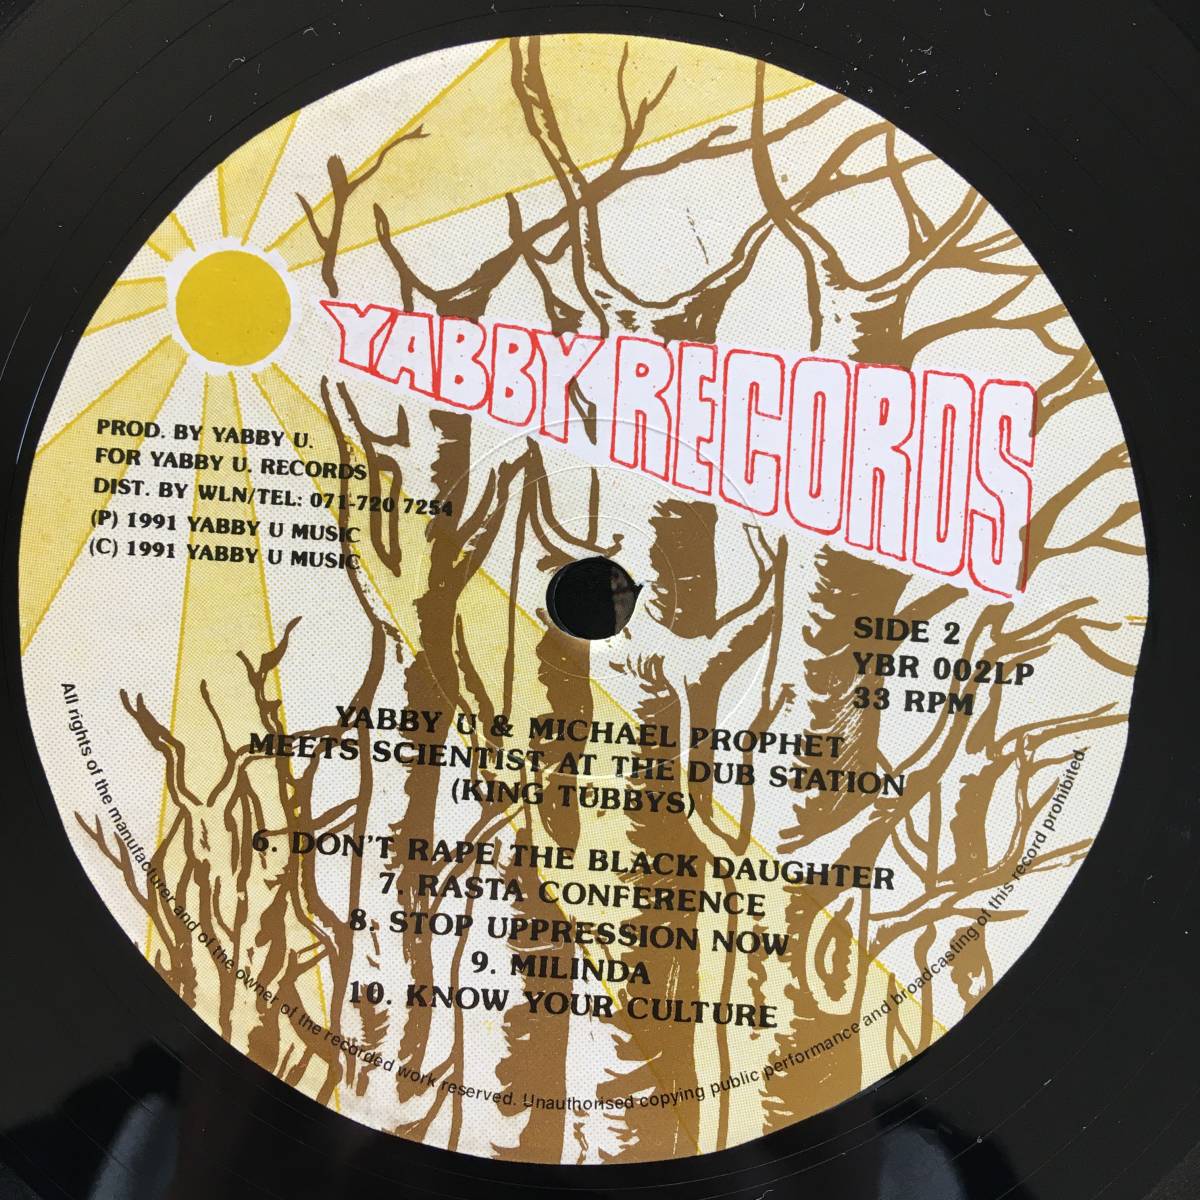 YABBY RECORDS
PROD. BY YABBY U.
FOR YABBY U. RECORDS
DIST. BY WLN/TEL: 071-720 7254
(P) 1991 YABBY U MUSIC
(C) 1991 YABBY U MUSIC
SIDE 2
YBR 002LP
33 RPM
YABBY U & MICHAEL PROPHET
MEETS SCIENTIST AT THE DUB STATION
(KING TUBBYS)
6. DON'T RAPE THE BLACK DAUGHTER
7. RASTA CONFERENCE
8. STOP UPPRESSION NOW
9. MILINDA
10. KNOW YOUR CULTURE
All rights of the manufacturer and of the owner of the recorded work reserved. Unauthorised copying public performance and broadcasting of this record prohibited.